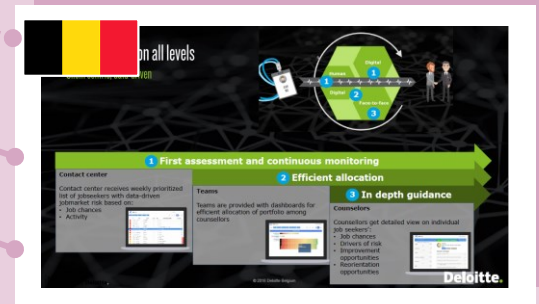 on all levels
driven
Digital
1
Human
1
Digital
2
Face-to-face
3
1 First assessment and continuous monitoring
2 Efficient allocation
3 In depth guidance
Contact center
Contact center receives weekly prioritized
list of jobseekers with data-driven
jobmarket risk based on:
• Job chances
• Activity
Teams
Teams are provided with dashboards for
efficient allocation of portfolio among
counsellors
Counselors
Counselors get detailed view on individual
job seekers':
• Job chances
• Drivers of risk
• Improvement
opportunities
• Reorientation
opportunities
Deloitte.